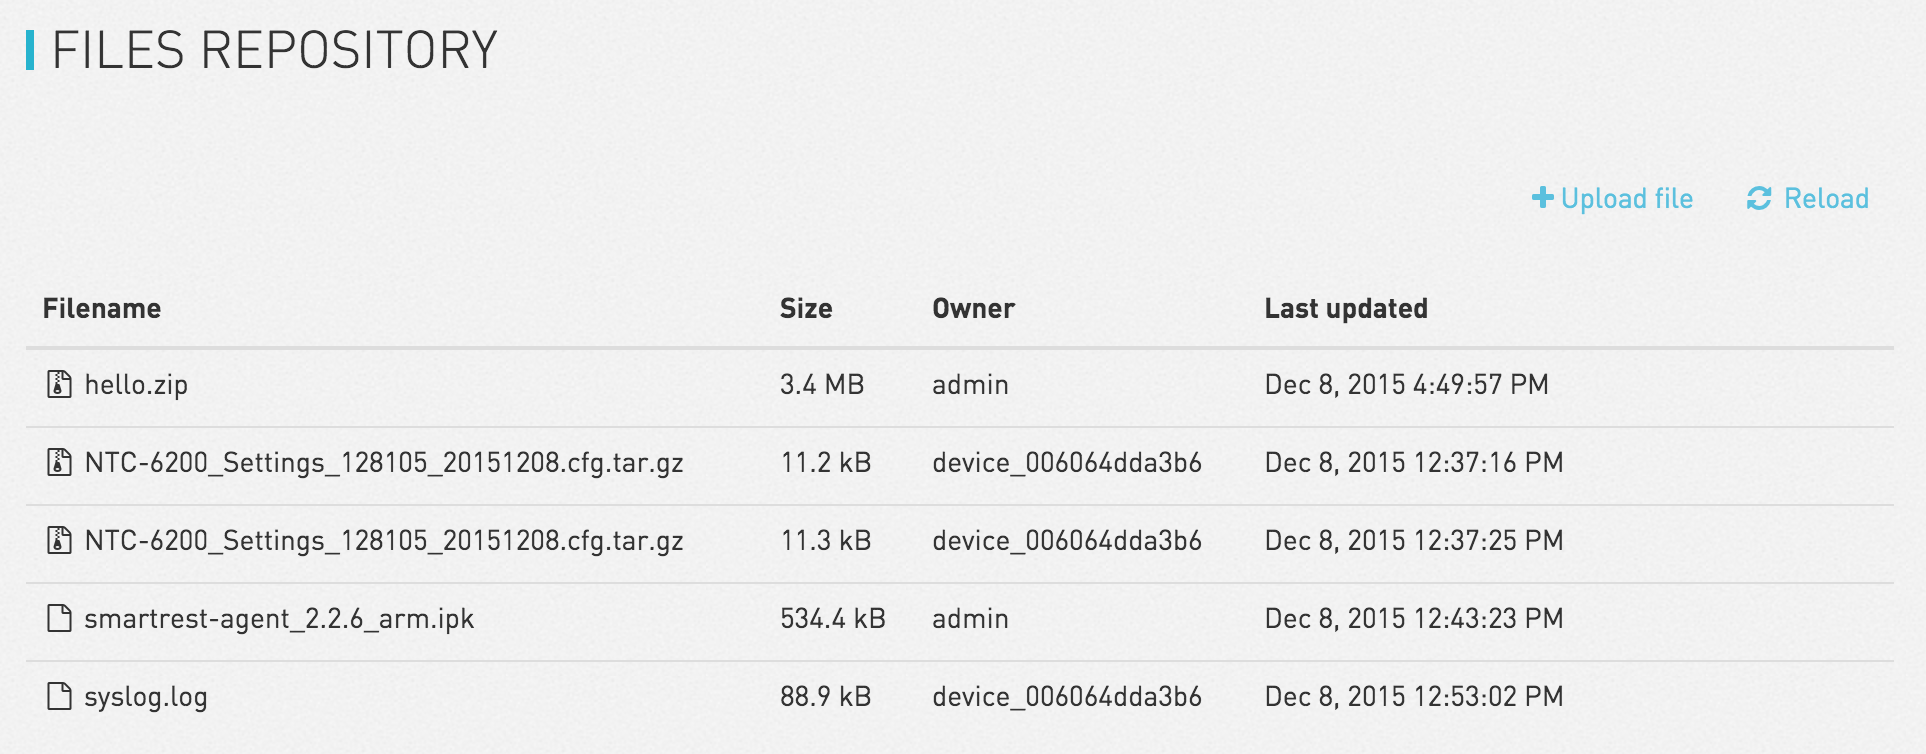 FILES REPOSITORY
Upload file Reload
Filename Size Owner Last updated
hello.zip 3.4 MB admin Dec 8, 2015 4:49:57 PM
NTC-6200_Settings_128105_20151208.cfg.tar.gz 11.2 kB device_006064dda3b6 Dec 8, 2015 12:37:16 PM
NTC-6200_Settings_128105_20151208.cfg.tar.gz 11.3 kB device_006064dda3b6 Dec 8, 2015 12:37:25 PM
smartrest-agent_2.2.6_arm.ipk 534.4 kB admin Dec 8, 2015 12:43:23 PM
syslog.log 88.9 kB device_006064dda3b6 Dec 8, 2015 12:53:02 PM